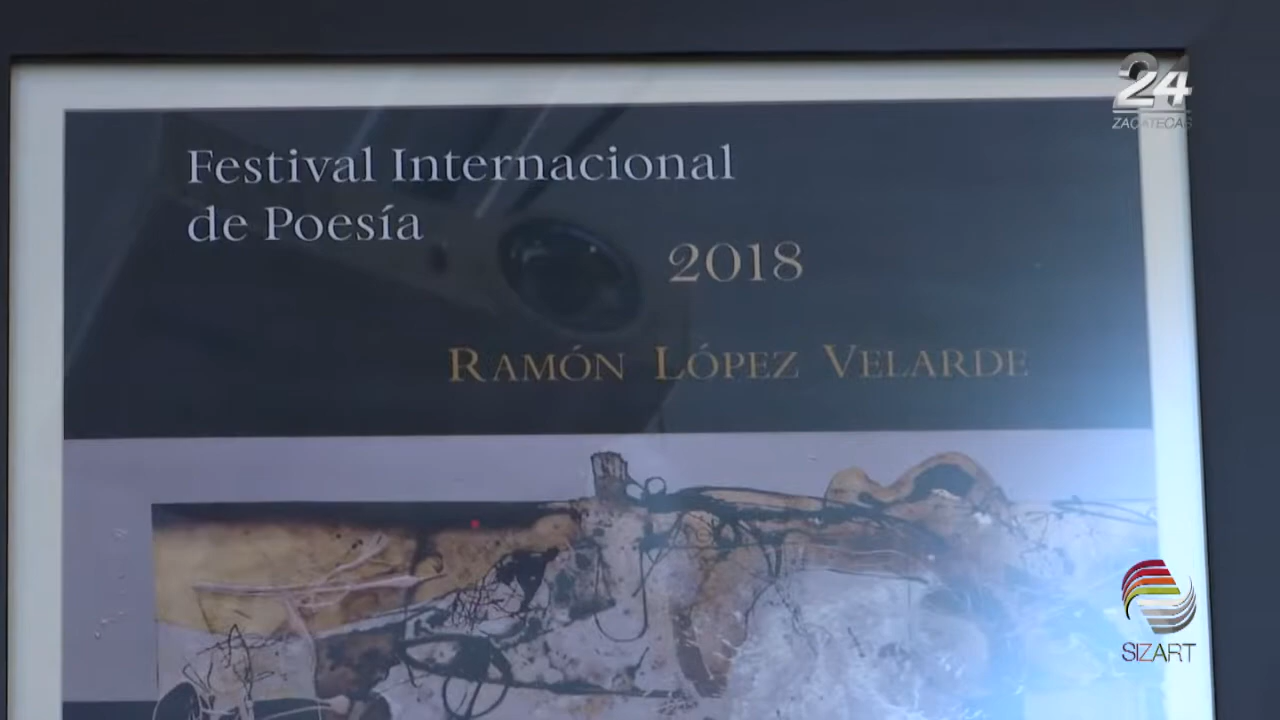 24
ZACATECAS
Festival Internacional
de Poesía
2018
RAMÓN LÓPEZ VELARDE
SIZART